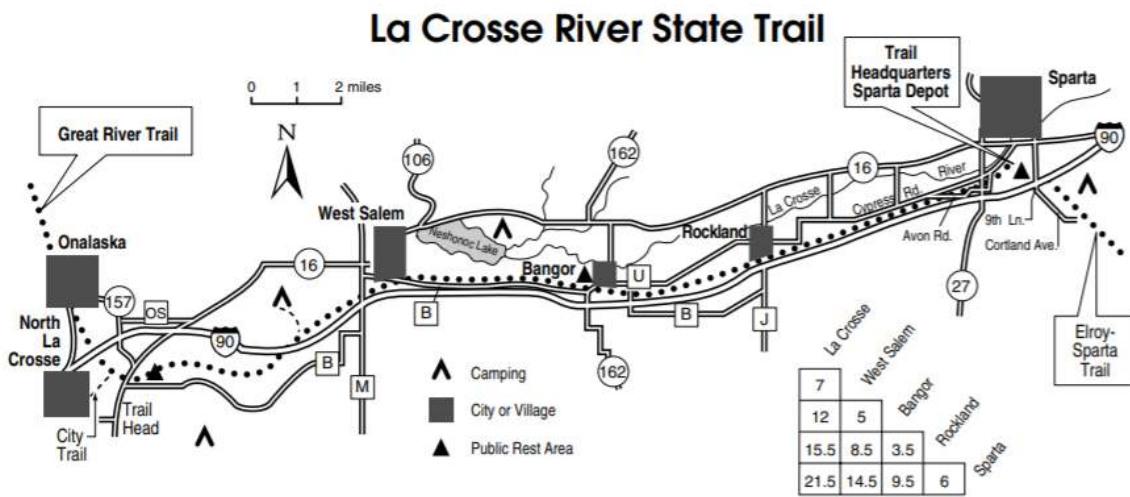 La Crosse River State Trail
0 1 2 miles
N
Great River Trail
Trail
Headquarters
Sparta Depot
Sparta
90
106
162
16
La Crosse
River
Cypress Rd.
West Salem
Neshonoc Lake
Rockland
Onalaska
16
Bangor
U
9th Ln.
Avon Rd.
Cortland Ave.
157
OS
B
B
J
27
North
La
Crosse
90
B
M
162
Elroy-
Sparta
Trail
Trail
Head
City
Trail
Camping
City or Village
Public Rest Area
La Crosse
7 West Salem
12 5 Bangor
15.5 8.5 3.5 Rockland
21.5 14.5 9.5 6 Sparta